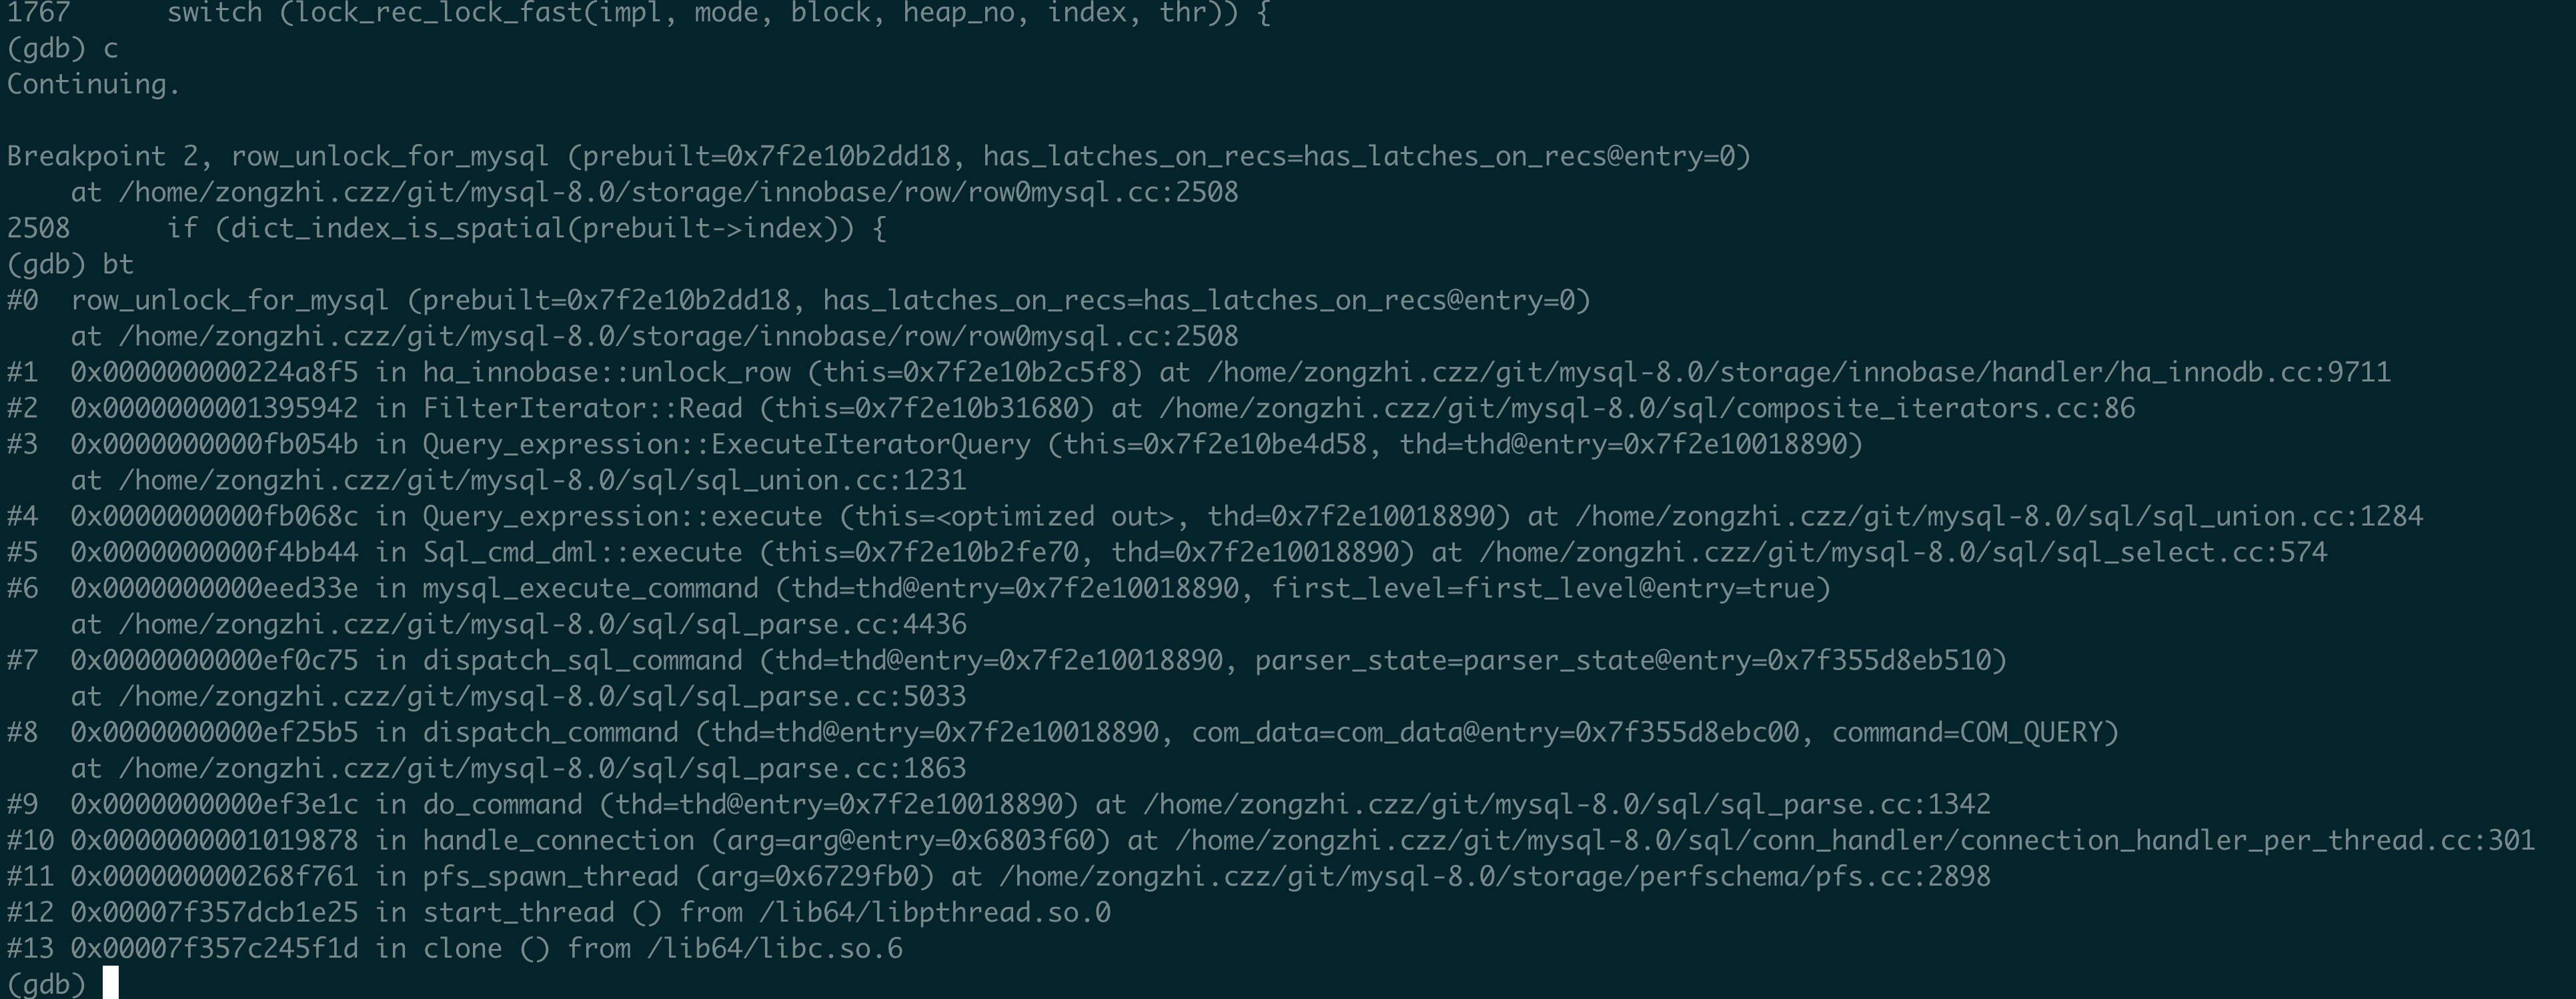 1767      switch (lock_rec_lock_fast(impl, mode, block, heap_no, index, thr)) {
(gdb) c
Continuing.

Breakpoint 2, row_unlock_for_mysql (prebuilt=0x7f2e10b2dd18, has_latches_on_recs=has_latches_on_recs@entry=0)
    at /home/zongzhi.czz/git/mysql-8.0/storage/innobase/row/row0mysql.cc:2508
2508      if (dict_index_is_spatial(prebuilt->index)) {
(gdb) bt
#0  row_unlock_for_mysql (prebuilt=0x7f2e10b2dd18, has_latches_on_recs=has_latches_on_recs@entry=0)
    at /home/zongzhi.czz/git/mysql-8.0/storage/innobase/row/row0mysql.cc:2508
#1  0x000000000224a8f5 in ha_innobase::unlock_row (this=0x7f2e10b2c5f8) at /home/zongzhi.czz/git/mysql-8.0/storage/innobase/handler/ha_innodb.cc:9711
#2  0x0000000001395942 in FilterIterator::Read (this=0x7f2e10b31680) at /home/zongzhi.czz/git/mysql-8.0/sql/composite_iterators.cc:86
#3  0x0000000000fb054b in Query_expression::ExecuteIteratorQuery (this=0x7f2e10be4d58, thd=thd@entry=0x7f2e10018890)
    at /home/zongzhi.czz/git/mysql-8.0/sql/sql_union.cc:1231
#4  0x0000000000fb068c in Query_expression::execute (this=<optimized out>, thd=0x7f2e10018890) at /home/zongzhi.czz/git/mysql-8.0/sql/sql_union.cc:1284
#5  0x0000000000f4bb44 in Sql_cmd_dml::execute (this=0x7f2e10b2fe70, thd=0x7f2e10018890) at /home/zongzhi.czz/git/mysql-8.0/sql/sql_select.cc:574
#6  0x0000000000eed33e in mysql_execute_command (thd=thd@entry=0x7f2e10018890, first_level=first_level@entry=true)
    at /home/zongzhi.czz/git/mysql-8.0/sql/sql_parse.cc:4436
#7  0x0000000000ef0c75 in dispatch_sql_command (thd=thd@entry=0x7f2e10018890, parser_state=parser_state@entry=0x7f355d8eb510)
    at /home/zongzhi.czz/git/mysql-8.0/sql/sql_parse.cc:5033
#8  0x0000000000ef25b5 in dispatch_command (thd=thd@entry=0x7f2e10018890, com_data=com_data@entry=0x7f355d8ebc00, command=COM_QUERY)
    at /home/zongzhi.czz/git/mysql-8.0/sql/sql_parse.cc:1863
#9  0x0000000000ef3e1c in do_command (thd=thd@entry=0x7f2e10018890) at /home/zongzhi.czz/git/mysql-8.0/sql/sql_parse.cc:1342
#10 0x0000000001019878 in handle_connection (arg=arg@entry=0x6803f60) at /home/zongzhi.czz/git/mysql-8.0/sql/conn_handler/connection_handler_per_thread.cc:301
#11 0x000000000268f761 in pfs_spawn_thread (arg=0x6729fb0) at /home/zongzhi.czz/git/mysql-8.0/storage/perfschema/pfs.cc:2898
#12 0x00007f357dcb1e25 in start_thread () from /lib64/libpthread.so.0
#13 0x00007f357c245f1d in clone () from /lib64/libc.so.6
(gdb)